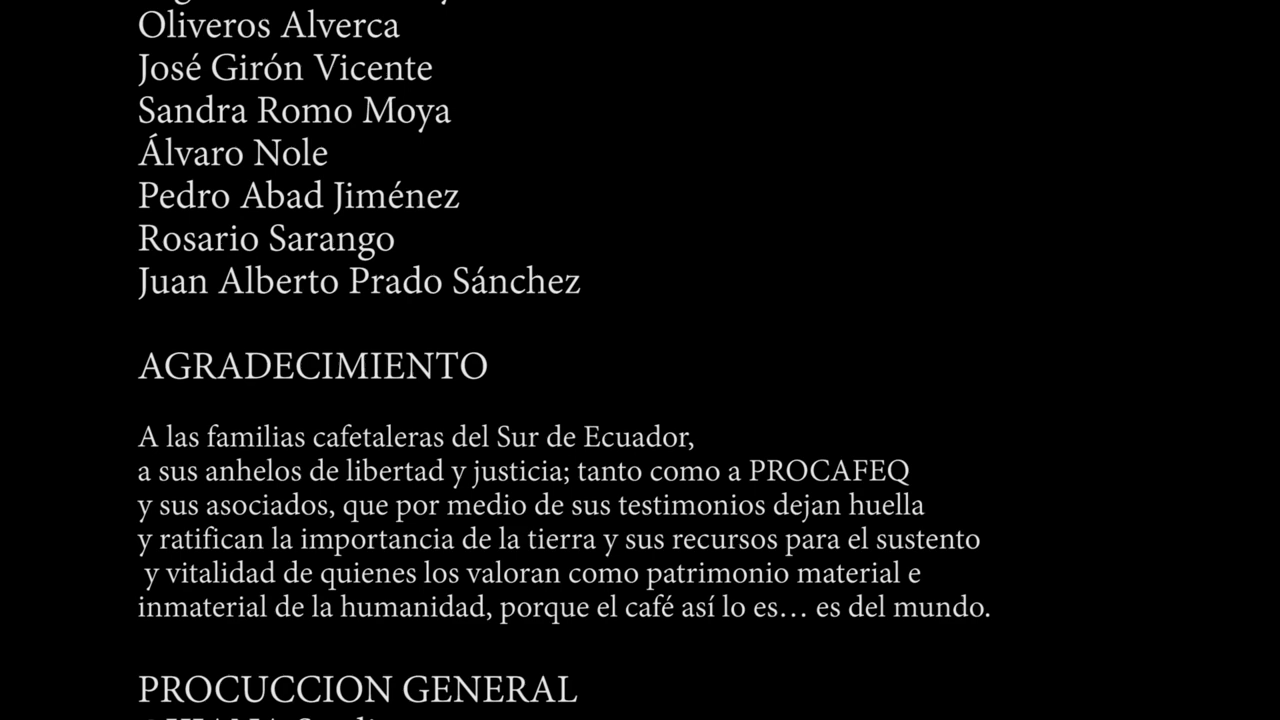 Oliveros Alverca
José Girón Vicente
Sandra Romo Moya
Álvaro Nole
Pedro Abad Jiménez
Rosario Sarango
Juan Alberto Prado Sánchez
AGRADECIMIENTO
A las familias cafetaleras del Sur de Ecuador,
a sus anhelos de libertad y justicia; tanto como a PROCAFEQ
y sus asociados, que por medio de sus testimonios dejan huella
y ratifican la importancia de la tierra y sus recursos para el sustento
y vitalidad de quienes los valoran como patrimonio material e
inmaterial de la humanidad, porque el café así lo es… es del mundo.
PROCUCCION GENERAL